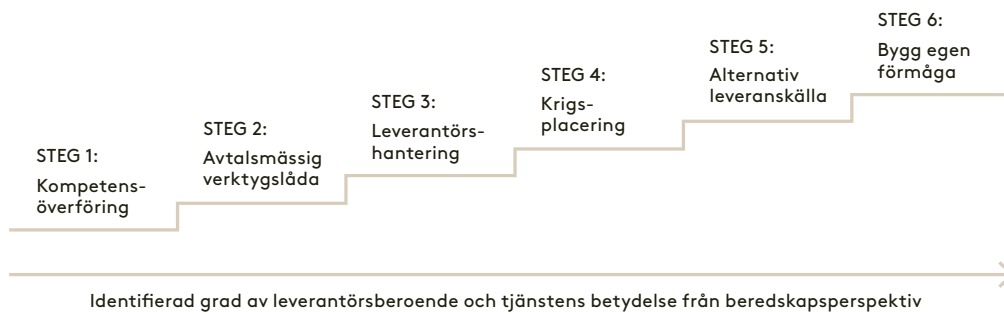 STEG 1:
Kompetens-
överföring
STEG 2:
Avtalsmässig
verktygslåda
STEG 3:
Leverantörs-
hantering
STEG 4:
Krigs-
placering
STEG 5:
Alternativ
leveranskälla
STEG 6:
Bygg egen
förmåga
Identifierad grad av leverantörsberoende och tjänstens betydelse från beredskapsperspektiv